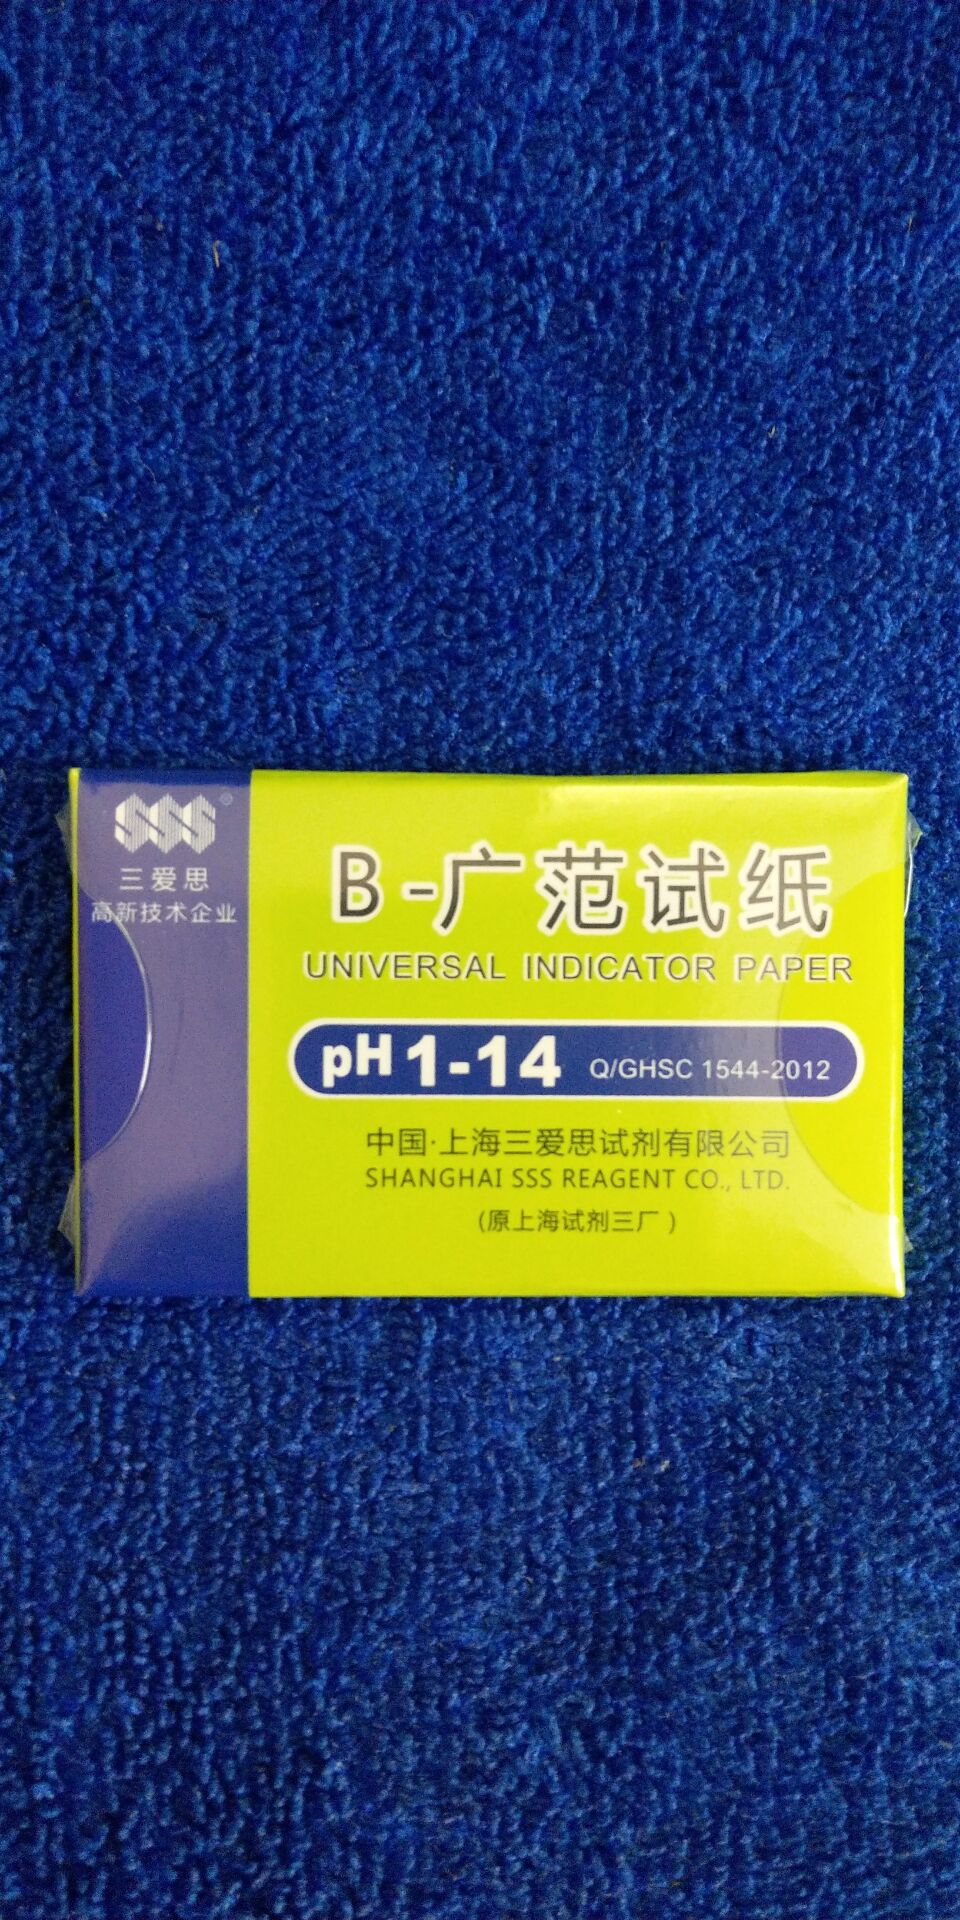 SSS®
三爱思
高新技术企业
B-广范试纸
UNIVERSAL INDICATOR PAPER
pH 1-14 Q/GHSC 1544-2012
中国·上海三爱思试剂有限公司
SHANGHAI SSS REAGENT CO., LTD.
(原上海试剂三厂)